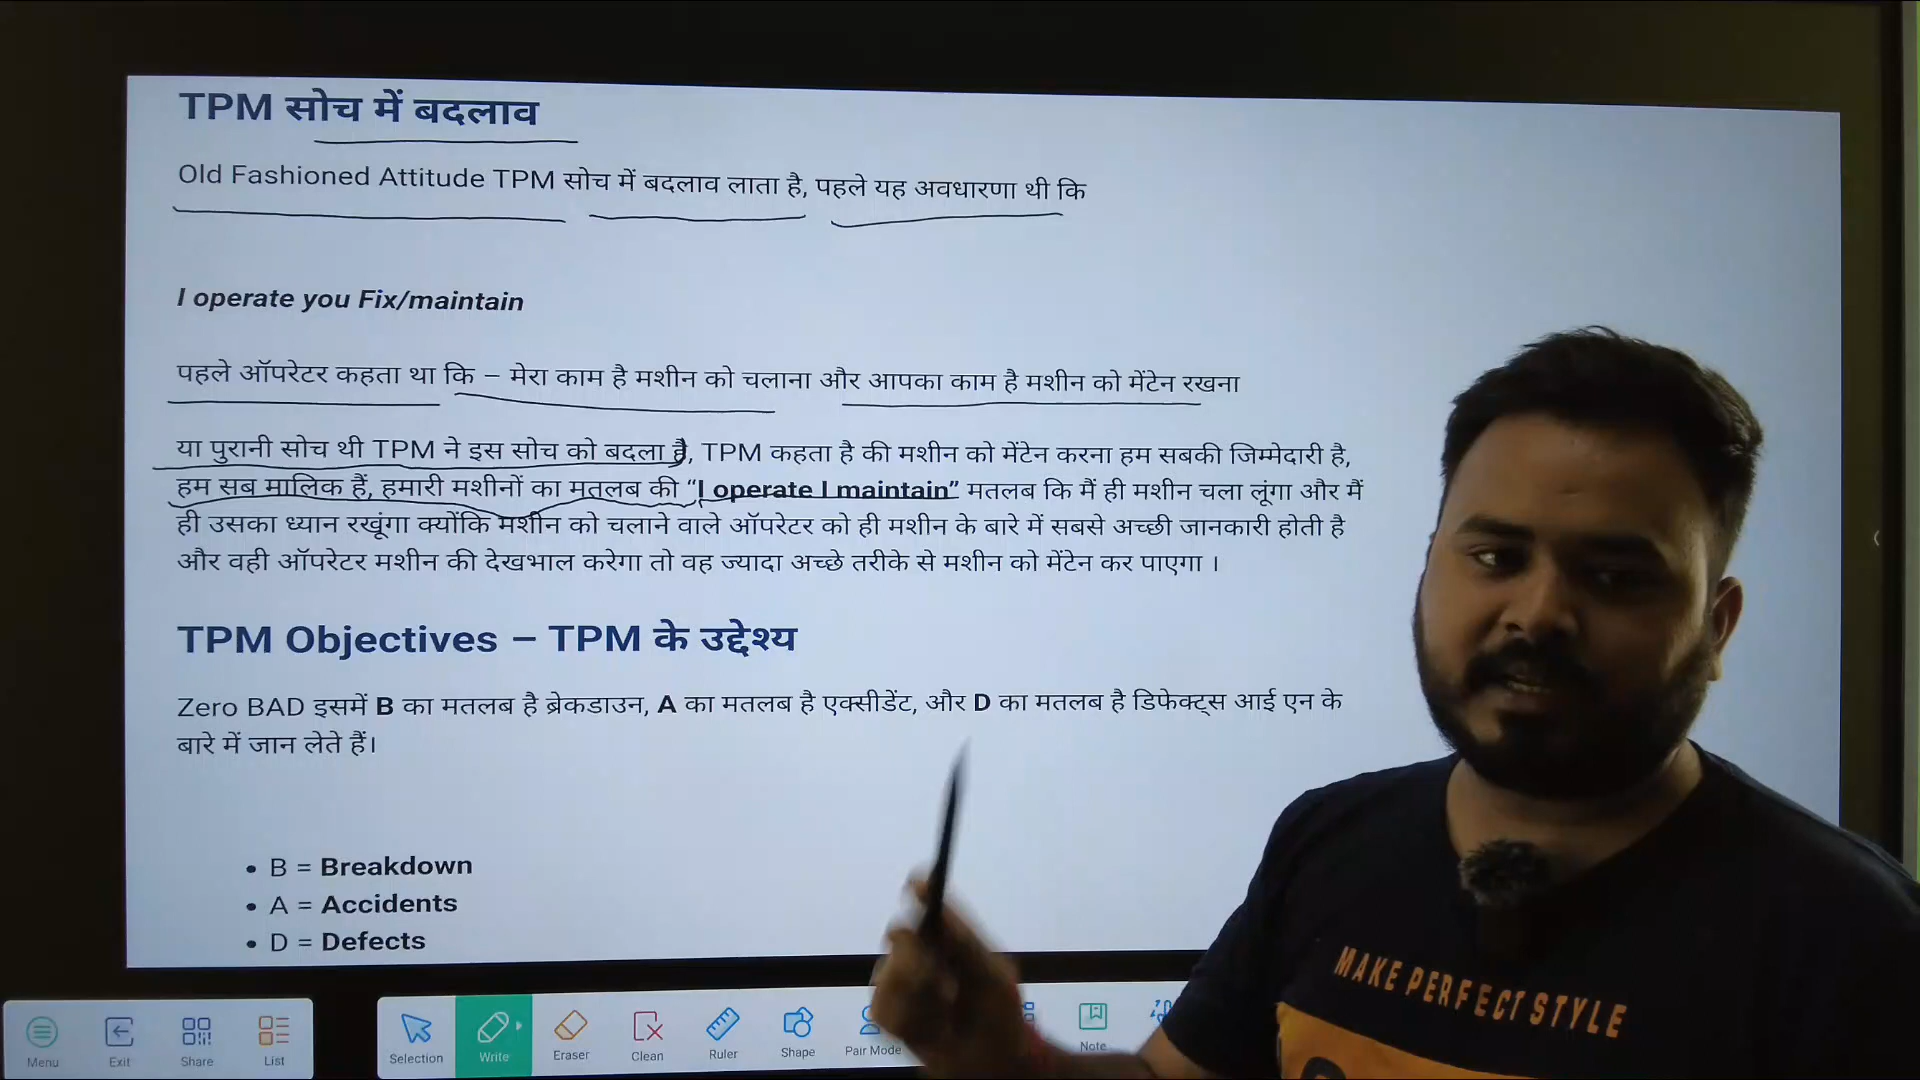 TPM सोच में बदलाव
Old Fashioned Attitude TPM सोच में बदलाव लाता है, पहले यह अवधारणा थी कि
I operate you Fix/maintain
पहले ऑपरेटर कहता था कि – मेरा काम है मशीन को चलाना और आपका काम है मशीन को मेंटेन रखना
या पुरानी सोच थी TPM ने इस सोच को बदला है, TPM कहता है की मशीन को मेंटेन करना हम सबकी जिम्मेदारी है,
हम सब मालिक हैं, हमारी मशीनों का मतलब की “I operate I maintain” मतलब कि मैं ही मशीन चला लूंगा और मैं
ही उसका ध्यान रखूंगा क्योंकि मशीन को चलाने वाले ऑपरेटर को ही मशीन के बारे में सबसे अच्छी जानकारी होती है
और वही ऑपरेटर मशीन की देखभाल करेगा तो वह ज्यादा अच्छे तरीके से मशीन को मेंटेन कर पाएगा ।
TPM Objectives – TPM के उद्देश्य
Zero BAD इसमें B का मतलब है ब्रेकडाउन, A का मतलब है एक्सीडेंट, और D का मतलब है डिफेक्ट्स आई एन के
बारे में जान लेते हैं।
• B = Breakdown
• A = Accidents
• D = Defects
MAKE PERFECT STYLE
Menu Exit Share List Selection Write Eraser Clean Ruler Shape Pair Mode Note